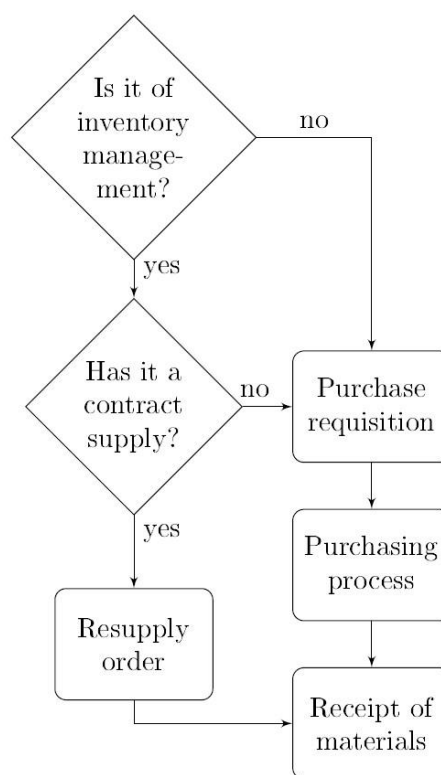 Is it of
inventory
manage-
ment?
no
yes
Has it a
contract
supply?
no
Purchase
requisition
yes
Purchasing
process
Resupply
order
Receipt of
materials